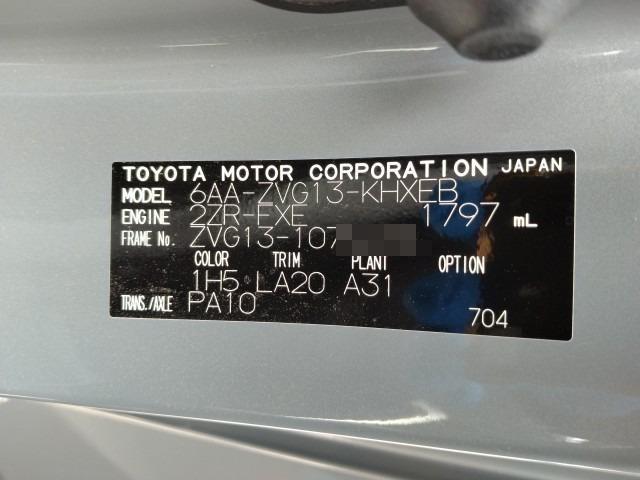 TOYOTA MOTOR CORPORATION JAPAN
MODEL 6AA-ZVG13-KHXEB
ENGINE 2ZR-FXE 1797 mL
FRAME No. ZVG13-107
COLOR TRIM PLANT OPTION
1H5 LA20 A31
TRANS./AXLE PA10
704